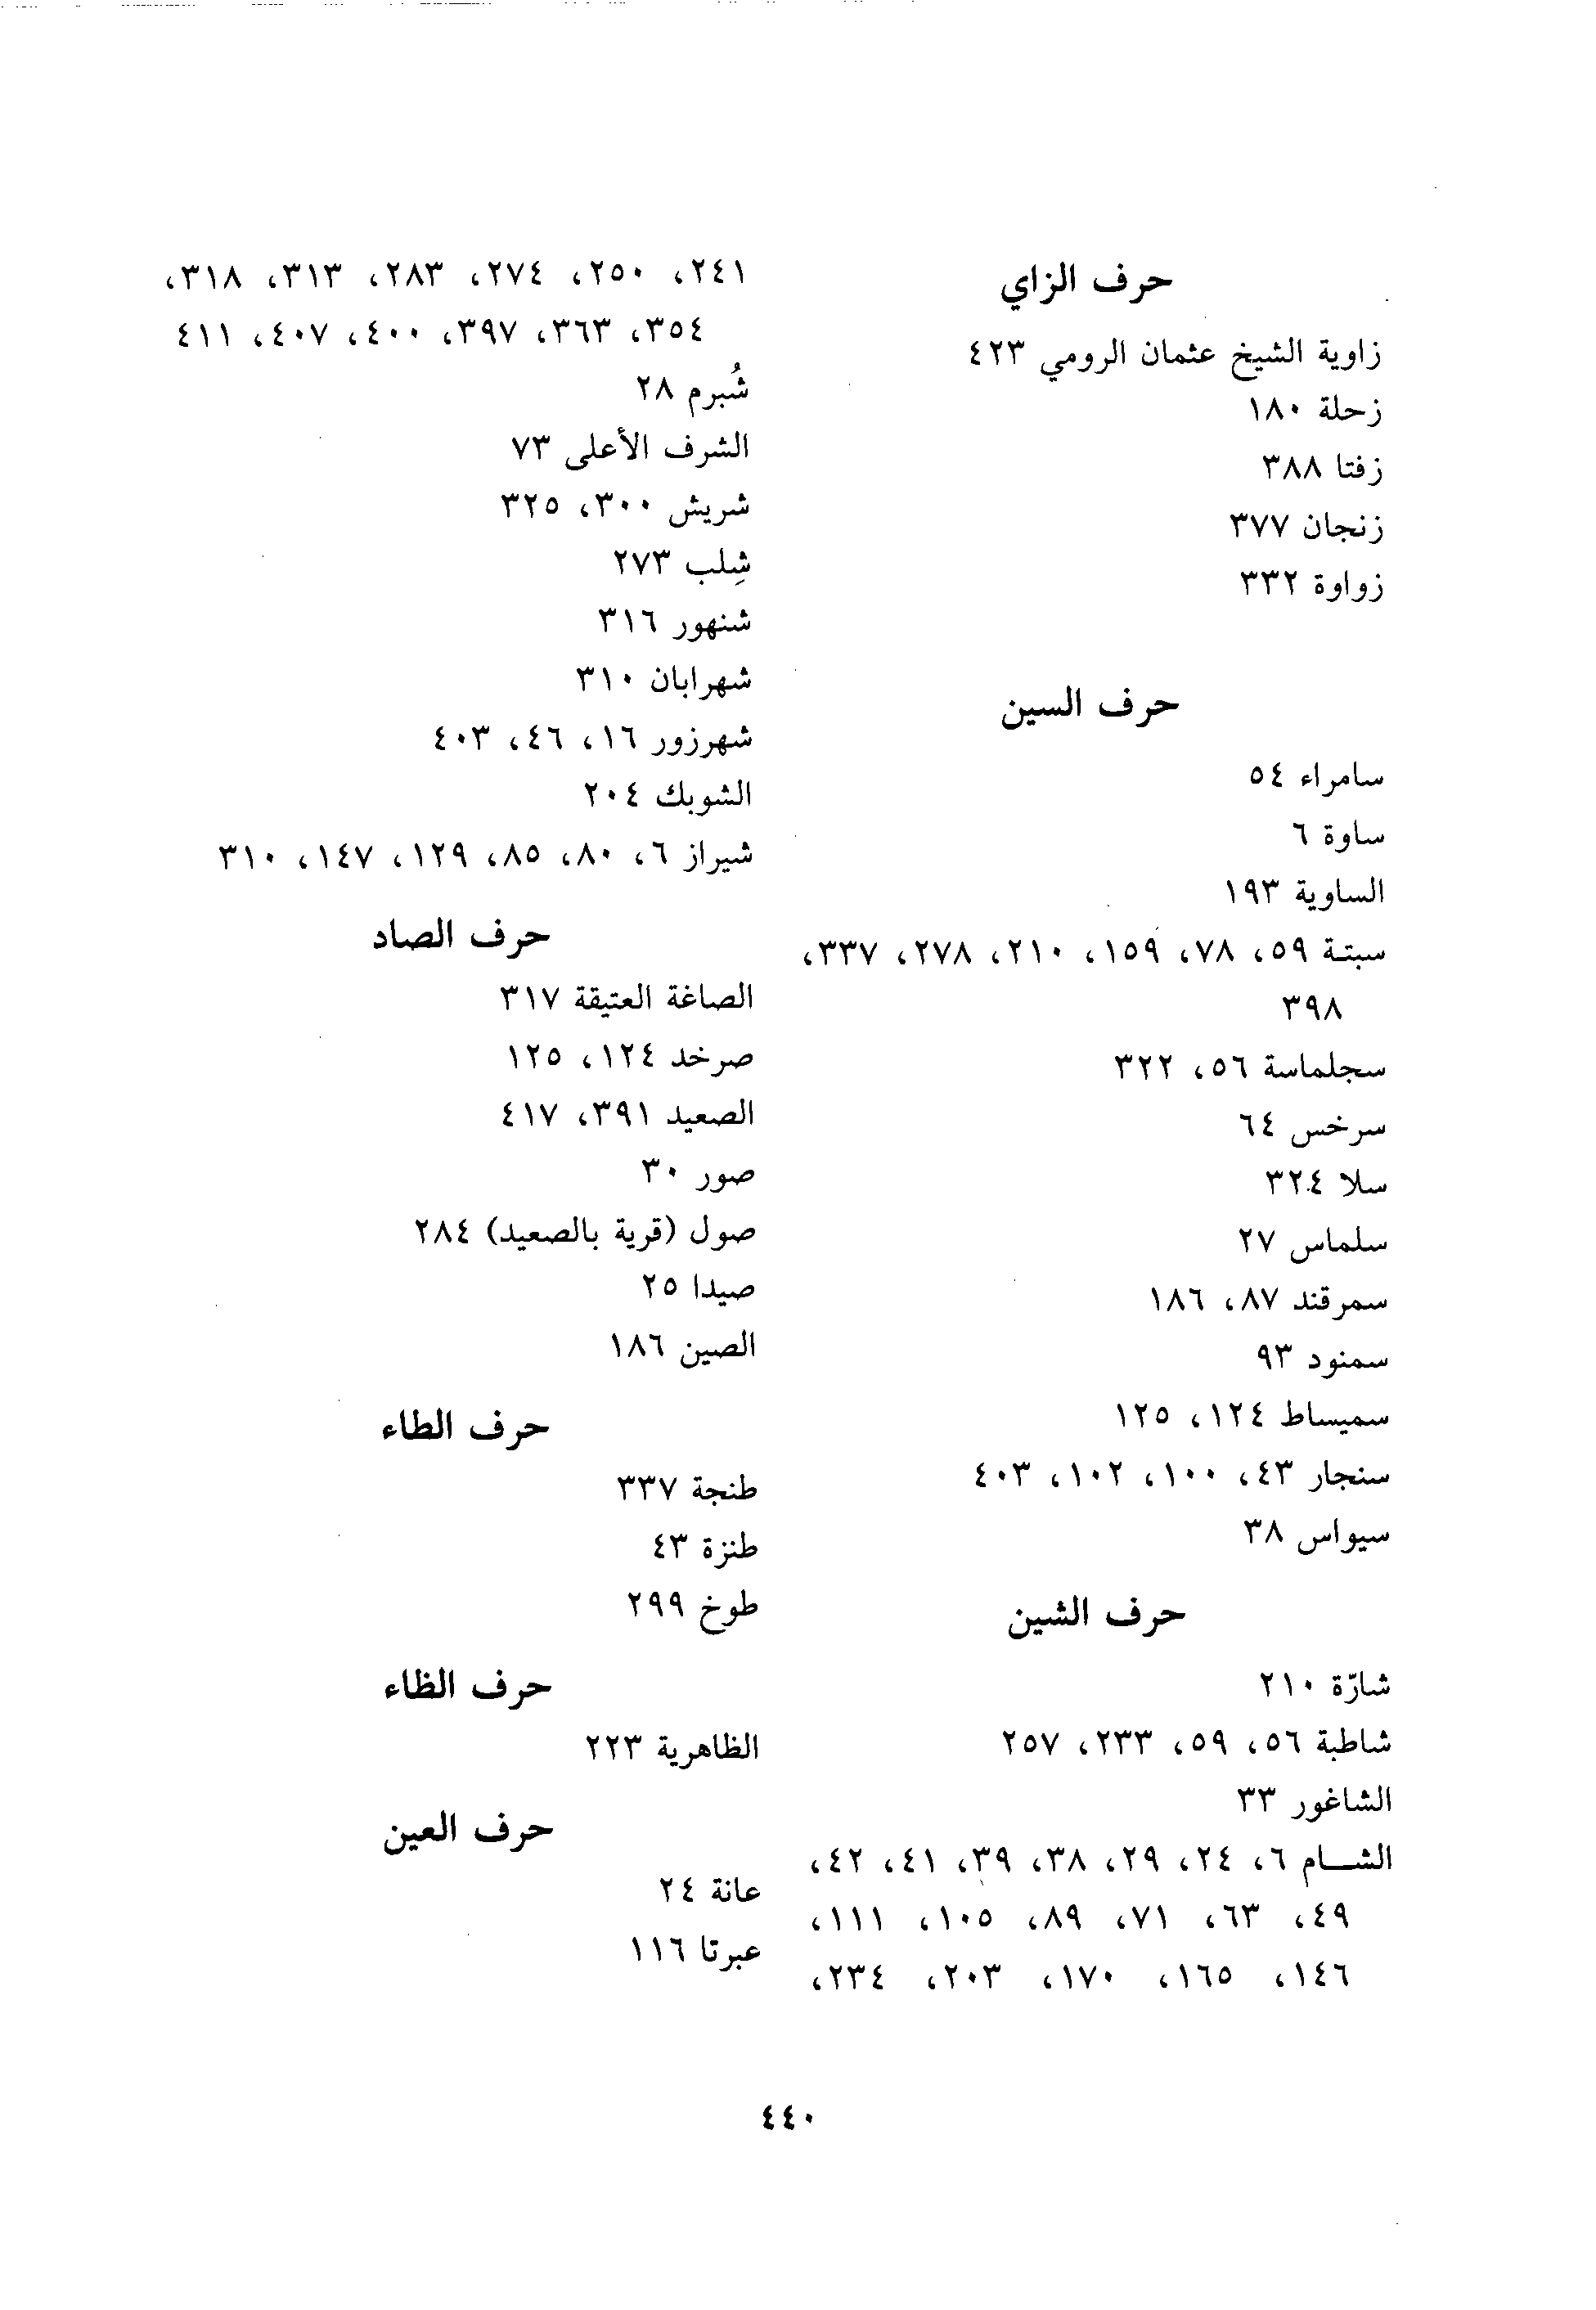 حرف الزاي
زاوية الشيخ عثمان الرومي ٤٢٣
زحلة ١٨٠
زفتا ٣٨٨
زنجان ٣٧٧
زواوة ٣٣٢
حرف السين
سامراء ٥٤
ساوة ٦
الساوية ١٩٣
سبتة ٥٩، ٧٨، ١٥٩، ٢١٠، ٢٧٨، ٣٣٧،
٣٩٨
سجلماسة ٥٦، ٣٢٢
سرخس ٦٤
سلا ٣٢٤
سلماس ٢٧
سمرقند ٨٧، ١٨٦
سمنود ٩٣
سميساط ١٢٤، ١٢٥
سنجار ٤٣، ١٠٠، ١٠٢، ٤٠٣
سيواس ٣٨
حرف الشين
شارّة ٢١٠
شاطبة ٥٦، ٥٩، ٢٣٣، ٢٥٧
الشاغور ٣٣
الشـــام ٦، ٢٤، ٢٩، ٣٨، ٣٩، ٤١، ٤٢،
٤٩، ٦٣، ٧١، ٨٩، ١٠٥، ١١١،
١٤٦، ١٦٥، ١٧٠، ٢٠٣، ٢٣٤،
٢٤١، ٢٥٠، ٢٧٤، ٢٨٣، ٣١٣، ٣١٨،
٣٥٤، ٣٦٣، ٣٩٧، ٤٠٠، ٤٠٧، ٤١١
شُبرم ٢٨
الشرف الأعلى ٧٣
شريش ٣٠٠، ٣٢٥
شِلب ٢٧٣
شنهور ٣١٦
شهرابان ٣١٠
شهرزور ١٦، ٤٦، ٤٠٣
الشوبك ٢٠٤
شيراز ٦، ٨٠، ٨٥، ١٢٩، ١٤٧، ٣١٠
حرف الصاد
الصاغة العتيقة ٣١٧
صرخد ١٢٤، ١٢٥
الصعيد ٣٩١، ٤١٧
صور ٣٠
صول (قرية بالصعيد) ٢٨٤
صيدا ٢٥
الصين ١٨٦
حرف الطاء
طنجة ٣٣٧
طنزة ٤٣
طوخ ٢٩٩
حرف الظاء
الظاهرية ٢٢٣
حرف العين
عانة ٢٤
عبرتا ١١٦
٤٤٠